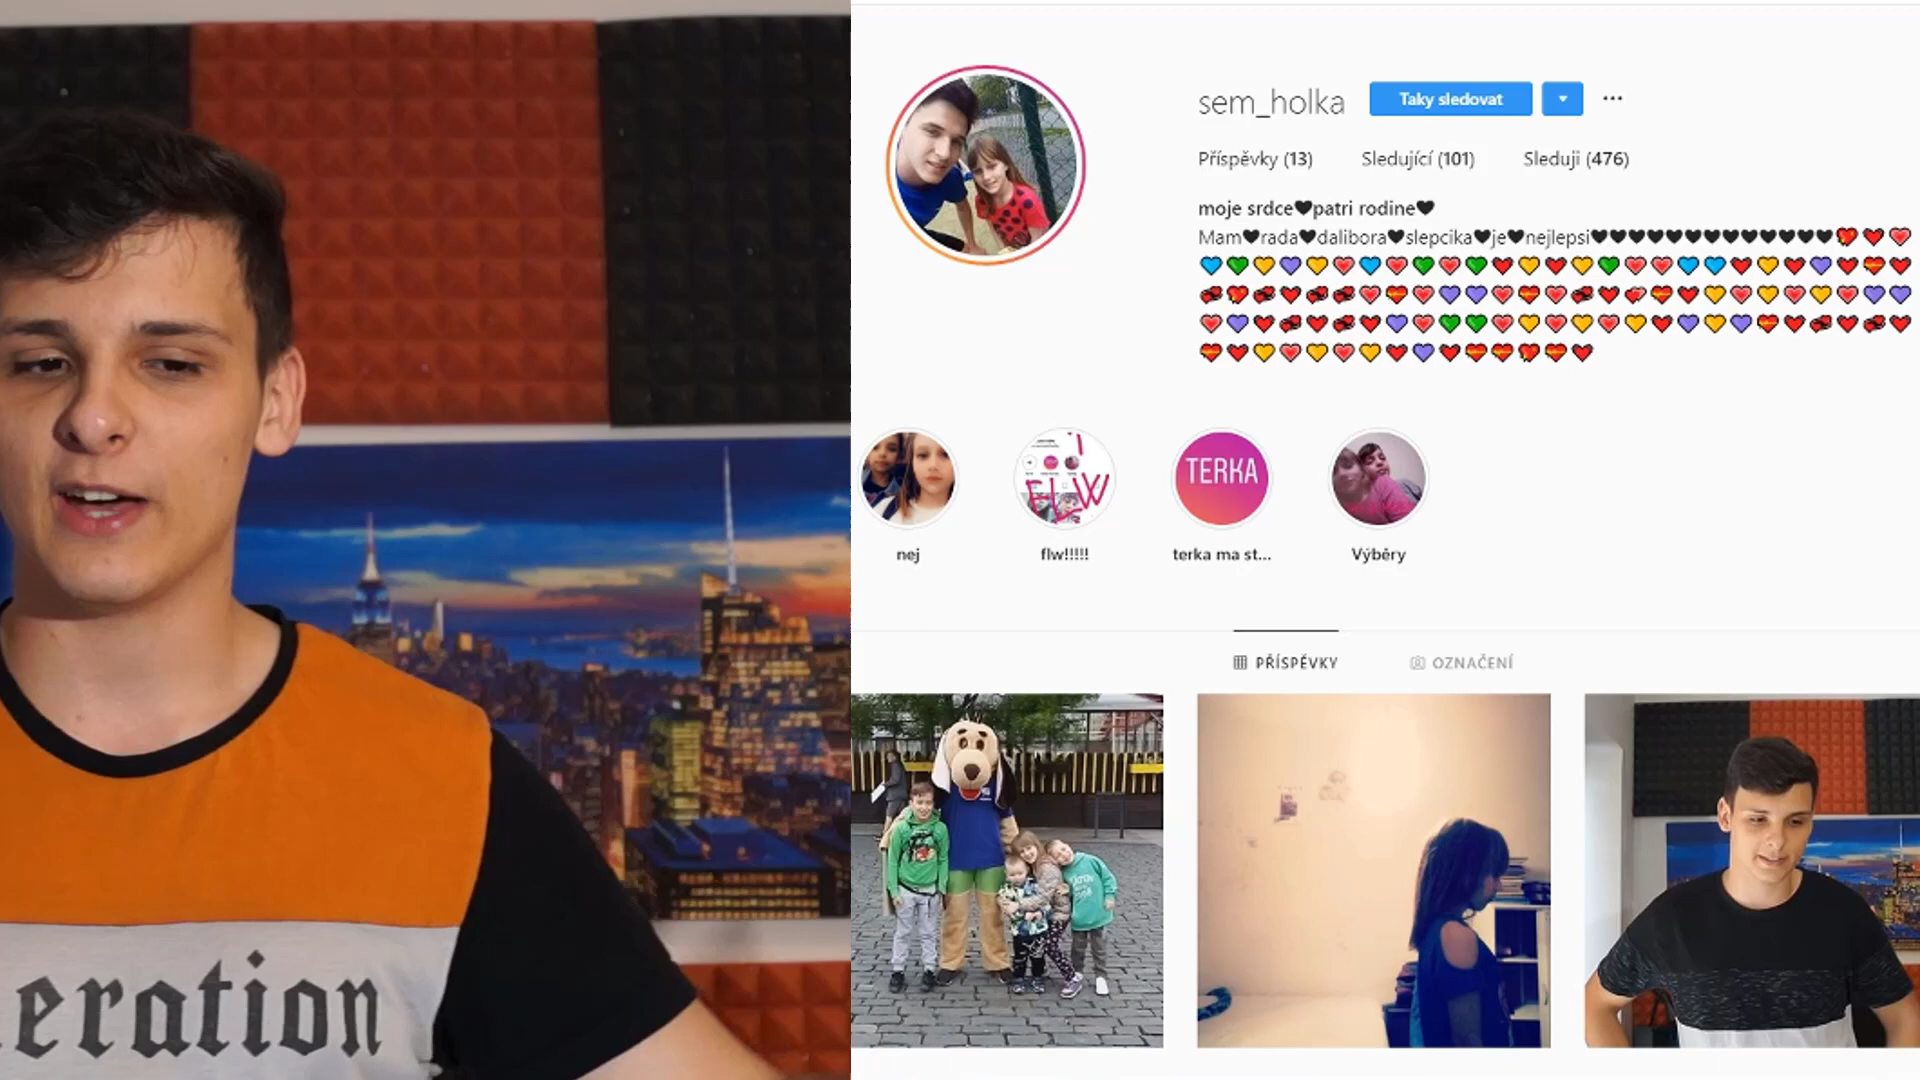 eration
sem_holka
Taky sledovat
Příspěvky (13)
Sledující (101)
Sleduji (476)
moje srdce🖤patri rodine🖤
Mam🖤rada🖤dalibora🖤slepcika🖤je🖤nejlepsi🖤🖤🖤🖤🖤🖤🖤🖤🖤🖤🖤🖤🖤
FLW
TERKA
nej
flw!!!!!
terka ma st...
Výběry
PŘÍSPĚVKY
OZNAČENÍ